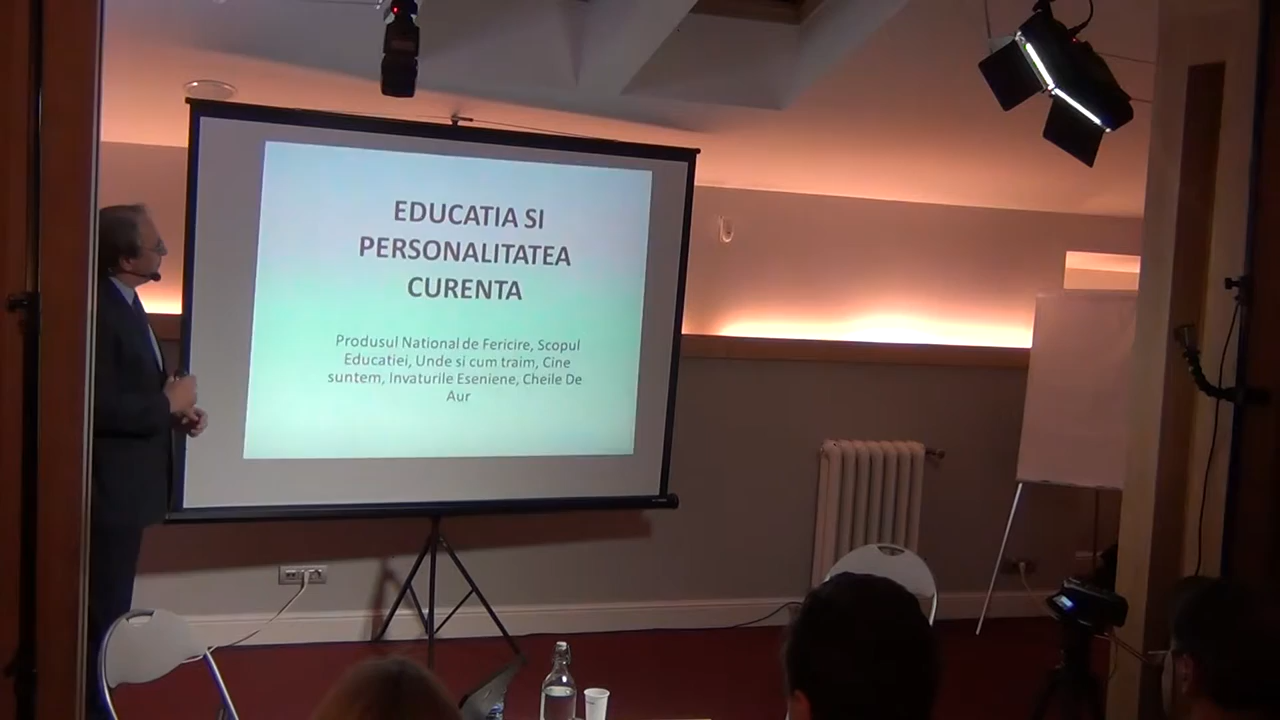 EDUCATIA SI
PERSONALITATEA
CURENTA
Produsul National de Fericire, Scopul
Educatiei, Unde si cum traim, Cine
suntem, Invaturile Eseniene, Cheile De
Aur